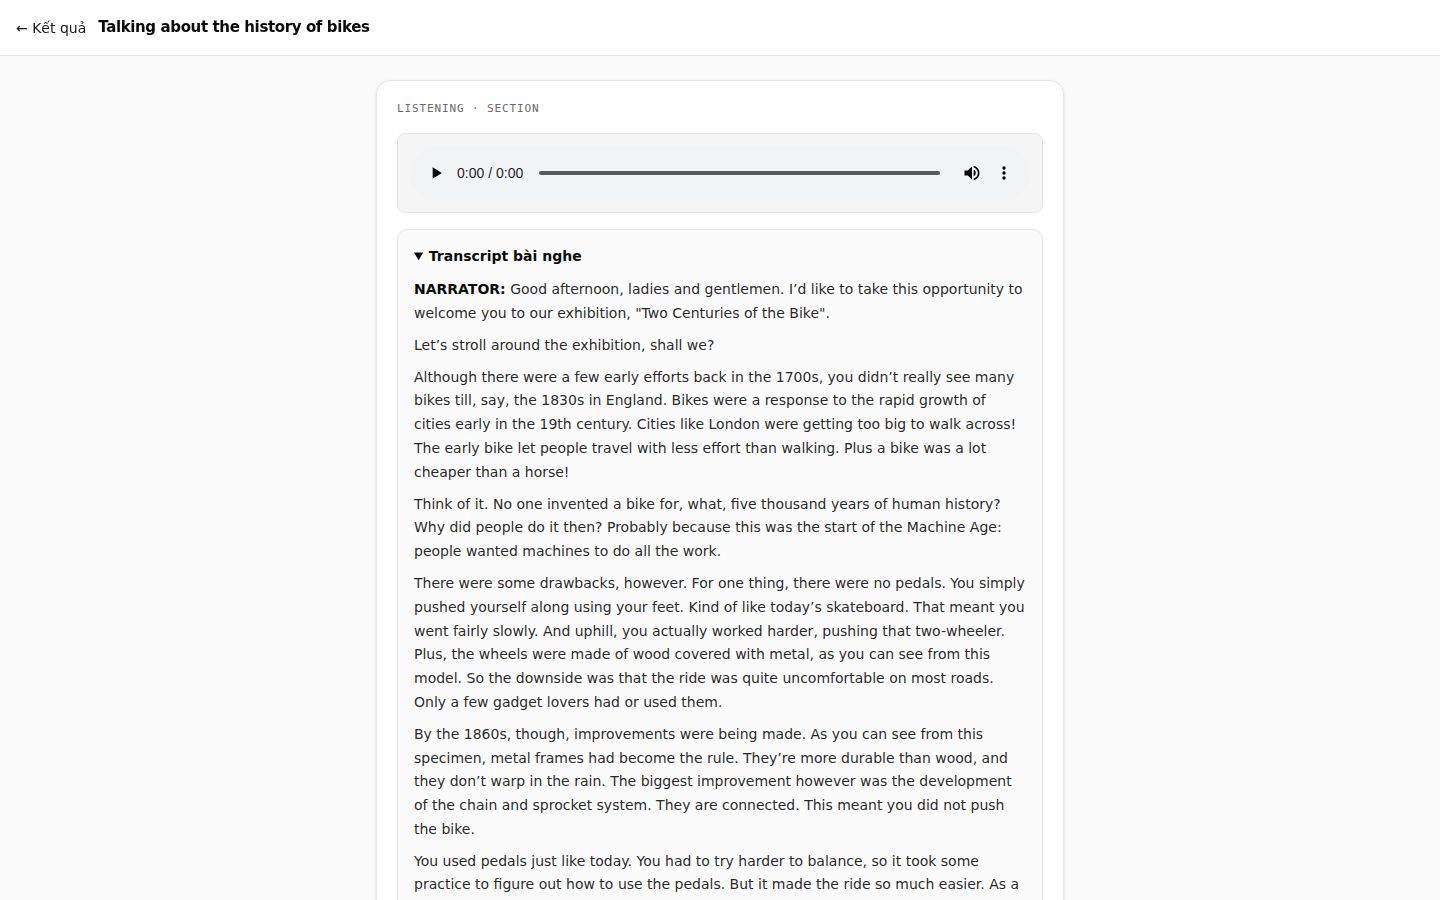 ← Kết quả Talking about the history of bikes
LISTENING · SECTION
0:00 / 0:00
▼ Transcript bài nghe
NARRATOR: Good afternoon, ladies and gentlemen. I’d like to take this opportunity to
welcome you to our exhibition, "Two Centuries of the Bike".
Let’s stroll around the exhibition, shall we?
Although there were a few early efforts back in the 1700s, you didn’t really see many
bikes till, say, the 1830s in England. Bikes were a response to the rapid growth of
cities early in the 19th century. Cities like London were getting too big to walk across!
The early bike let people travel with less effort than walking. Plus a bike was a lot
cheaper than a horse!
Think of it. No one invented a bike for, what, five thousand years of human history?
Why did people do it then? Probably because this was the start of the Machine Age:
people wanted machines to do all the work.
There were some drawbacks, however. For one thing, there were no pedals. You simply
pushed yourself along using your feet. Kind of like today’s skateboard. That meant you
went fairly slowly. And uphill, you actually worked harder, pushing that two-wheeler.
Plus, the wheels were made of wood covered with metal, as you can see from this
model. So the downside was that the ride was quite uncomfortable on most roads.
Only a few gadget lovers had or used them.
By the 1860s, though, improvements were being made. As you can see from this
specimen, metal frames had become the rule. They’re more durable than wood, and
they don’t warp in the rain. The biggest improvement however was the development
of the chain and sprocket system. They are connected. This meant you did not push
the bike.
You used pedals just like today. You had to try harder to balance, so it took some
practice to figure out how to use the pedals. But it made the ride so much easier. As a